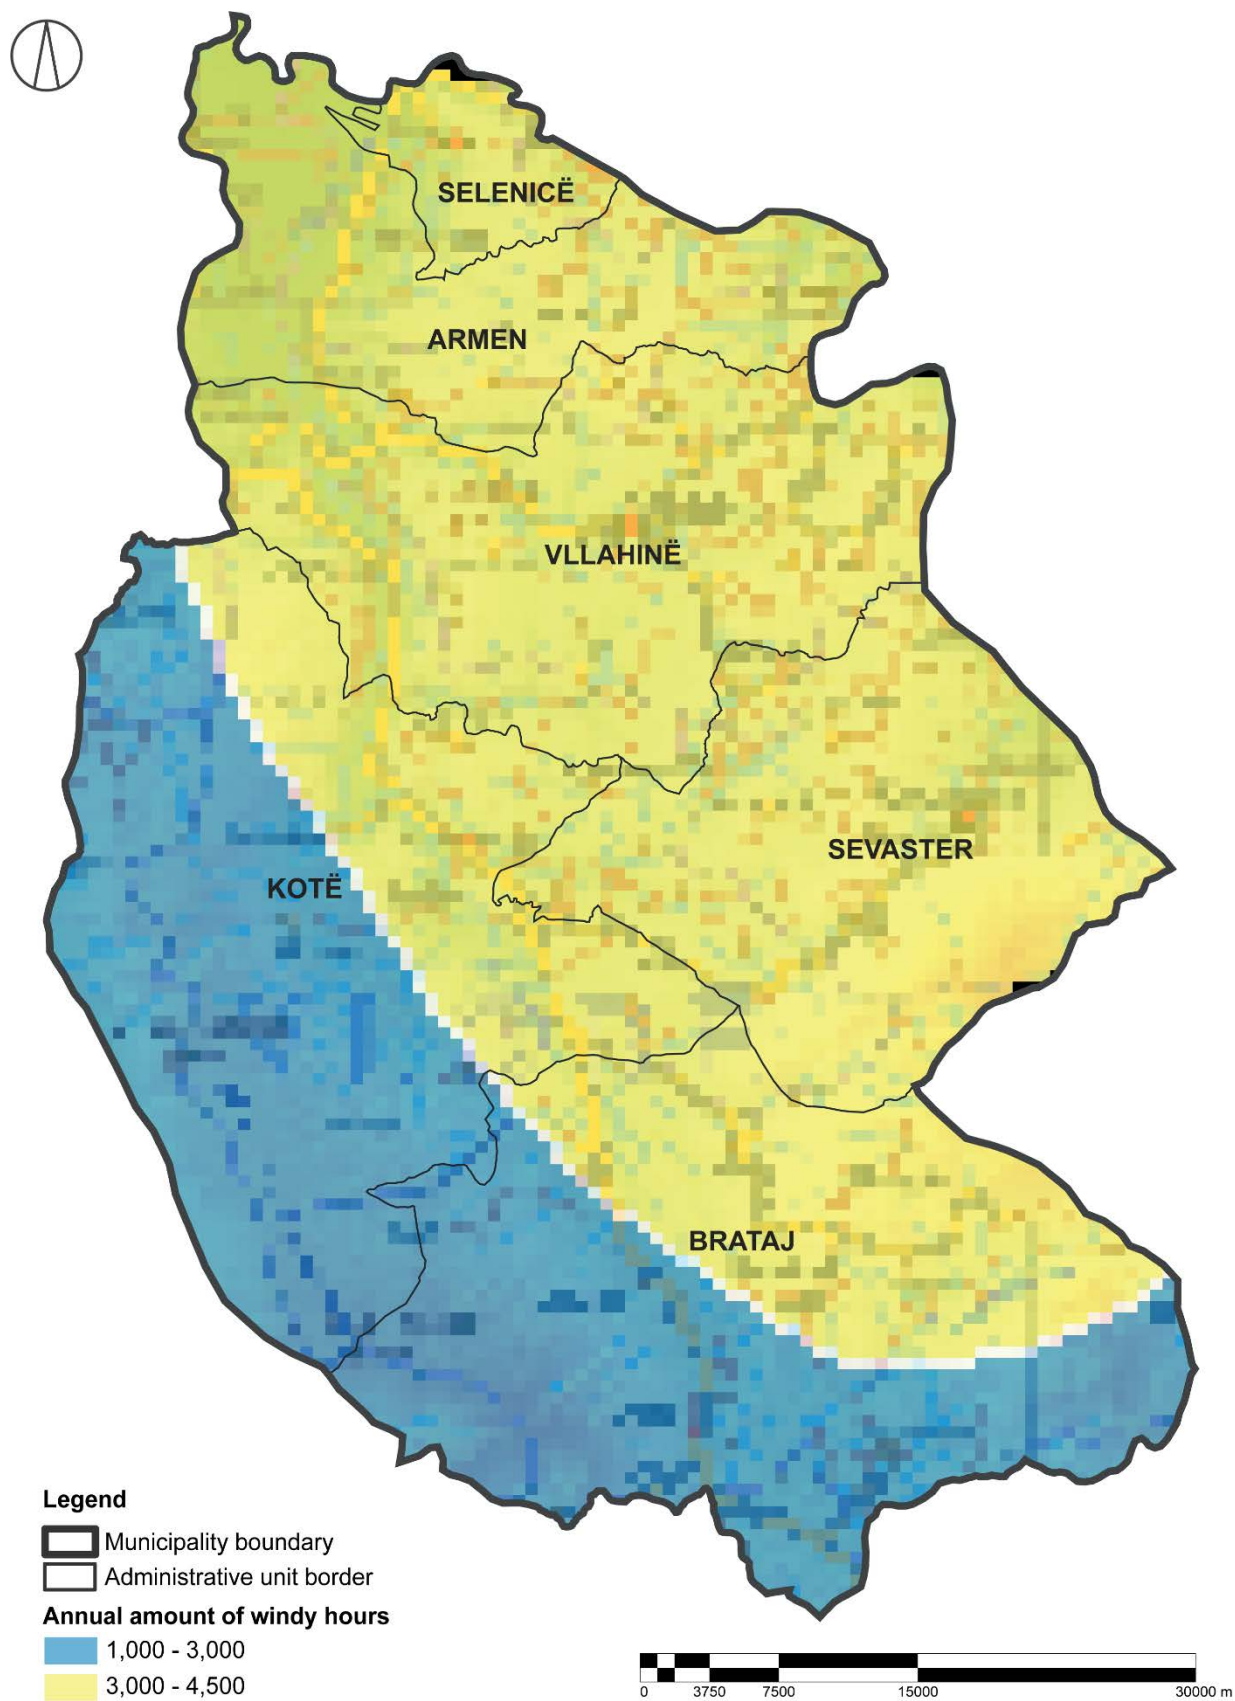 SELENICË
ARMEN
VLLAHINË
SEVASTER
KOTË
BRATAJ
Legend
Municipality boundary
Administrative unit border
Annual amount of windy hours
1,000 - 3,000
3,000 - 4,500
0 3750 7500 15000 30000 m